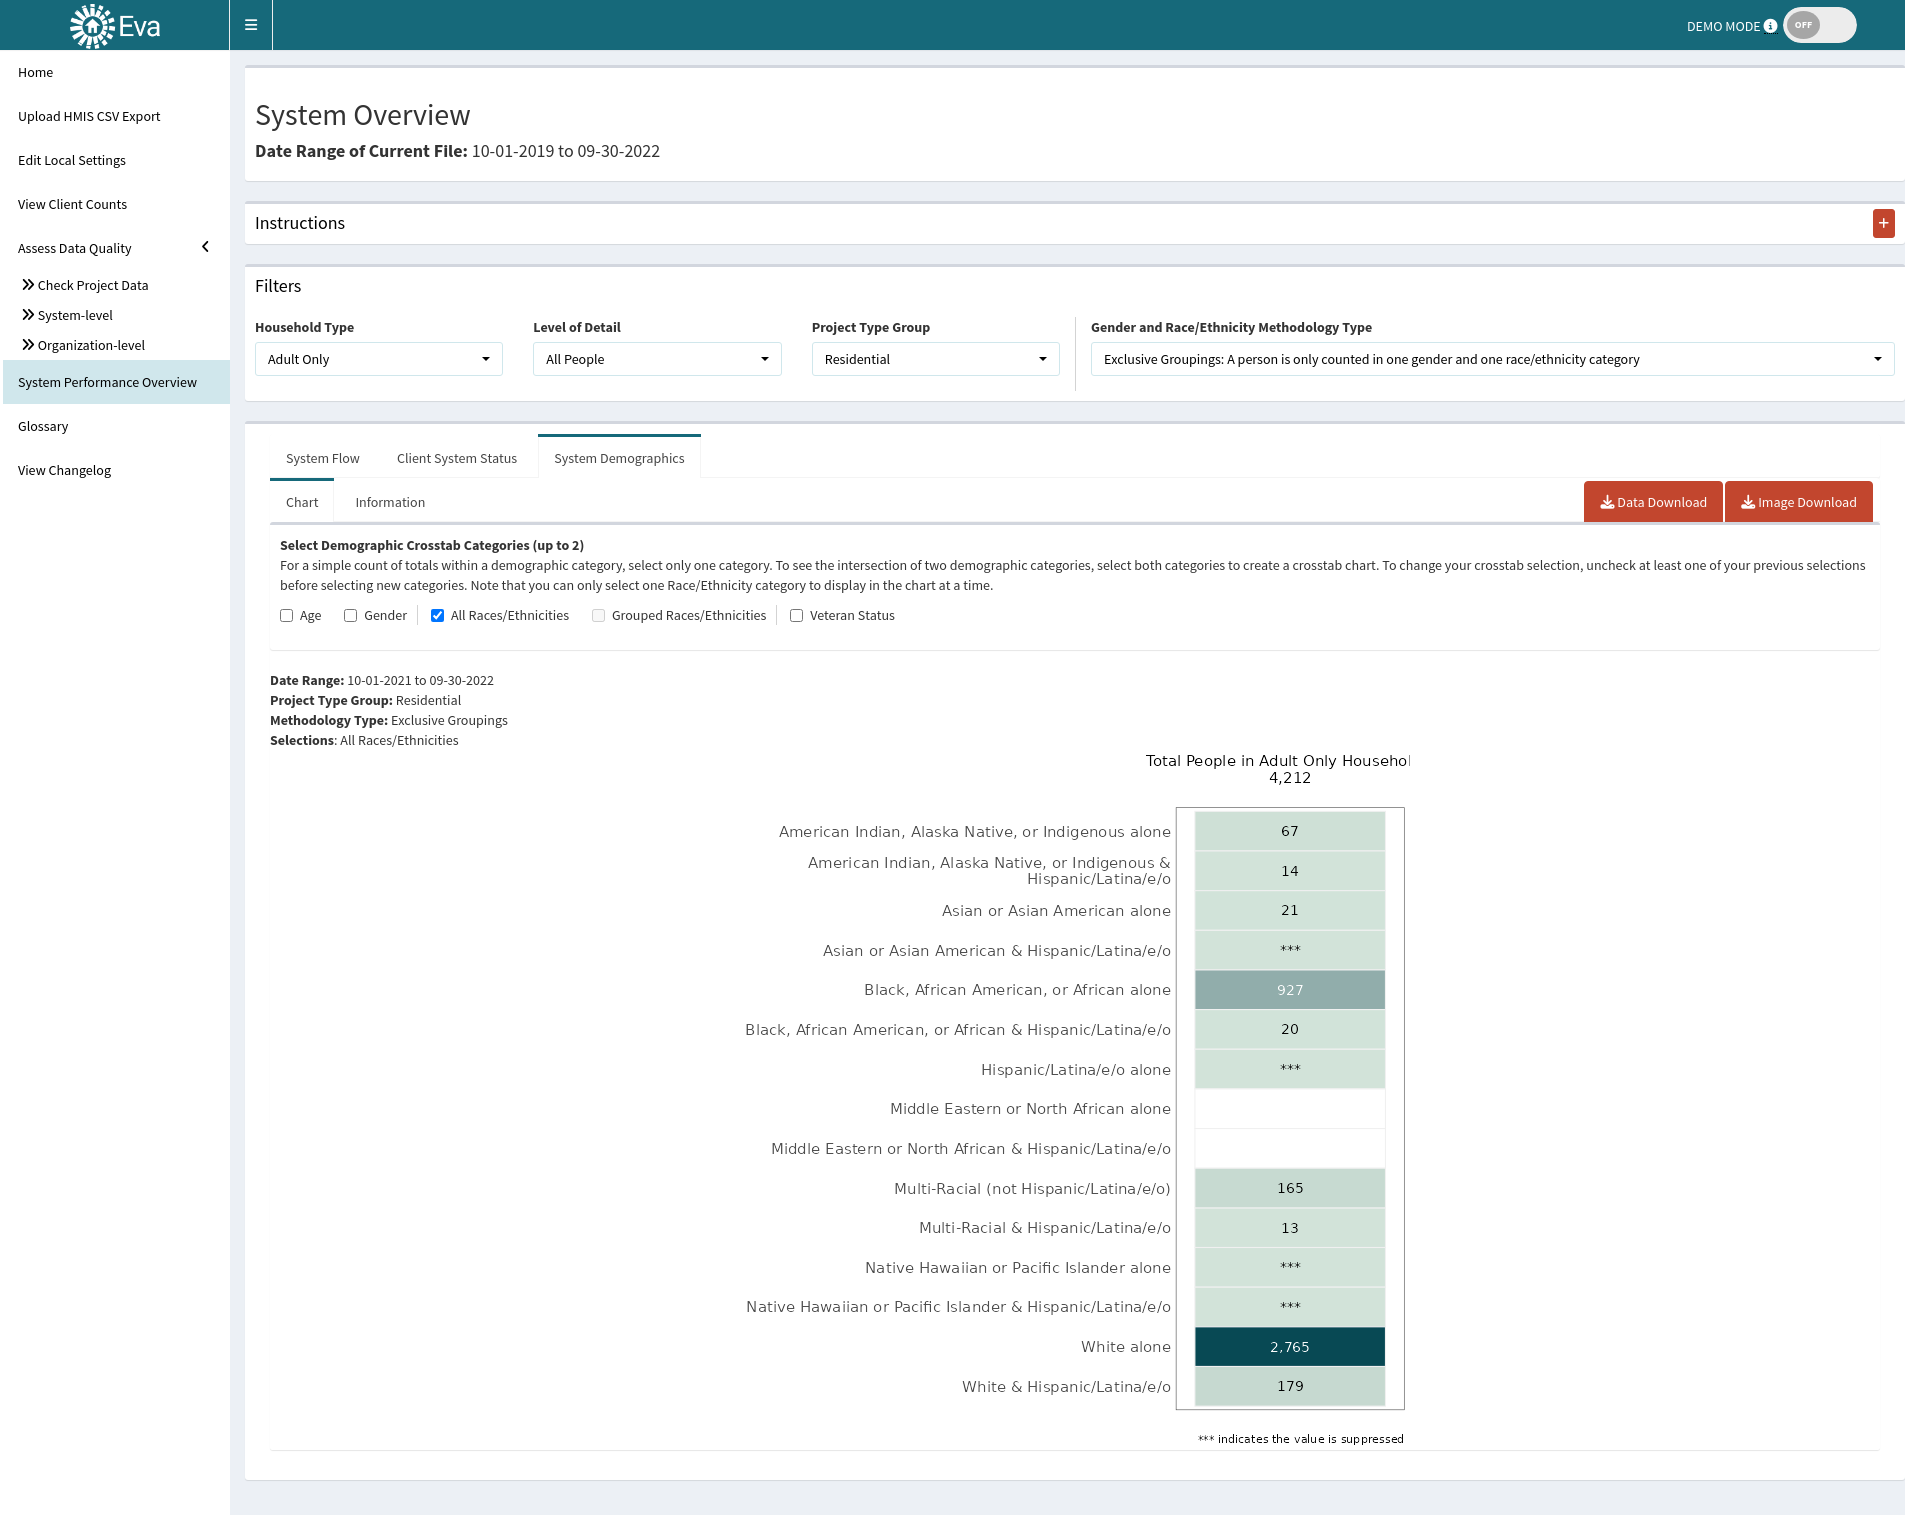 Eva
DEMO MODE
OFF
Home
Upload HMIS CSV Export
Edit Local Settings
View Client Counts
Assess Data Quality
Check Project Data
System-level
Organization-level
System Performance Overview
Glossary
View Changelog
System Overview
Date Range of Current File: 10-01-2019 to 09-30-2022
Instructions
+
Filters
Household Type
Level of Detail
Project Type Group
Gender and Race/Ethnicity Methodology Type
Adult Only
All People
Residential
Exclusive Groupings: A person is only counted in one gender and one race/ethnicity category
System Flow
Client System Status
System Demographics
Chart
Information
Data Download
Image Download
Select Demographic Crosstab Categories (up to 2)
For a simple count of totals within a demographic category, select only one category. To see the intersection of two demographic categories, select both categories to create a crosstab chart. To change your crosstab selection, uncheck at least one of your previous selections
before selecting new categories. Note that you can only select one Race/Ethnicity category to display in the chart at a time.
Age
Gender
All Races/Ethnicities
Grouped Races/Ethnicities
Veteran Status
Date Range: 10-01-2021 to 09-30-2022
Project Type Group: Residential
Methodology Type: Exclusive Groupings
Selections: All Races/Ethnicities
Total People in Adult Only Househol
4,212
American Indian, Alaska Native, or Indigenous alone
67
American Indian, Alaska Native, or Indigenous &
Hispanic/Latina/e/o
14
Asian or Asian American alone
21
Asian or Asian American & Hispanic/Latina/e/o
***
Black, African American, or African alone
927
Black, African American, or African & Hispanic/Latina/e/o
20
Hispanic/Latina/e/o alone
***
Middle Eastern or North African alone
Middle Eastern or North African & Hispanic/Latina/e/o
Multi-Racial (not Hispanic/Latina/e/o)
165
Multi-Racial & Hispanic/Latina/e/o
13
Native Hawaiian or Pacific Islander alone
***
Native Hawaiian or Pacific Islander & Hispanic/Latina/e/o
***
White alone
2,765
White & Hispanic/Latina/e/o
179
*** indicates the value is suppressed